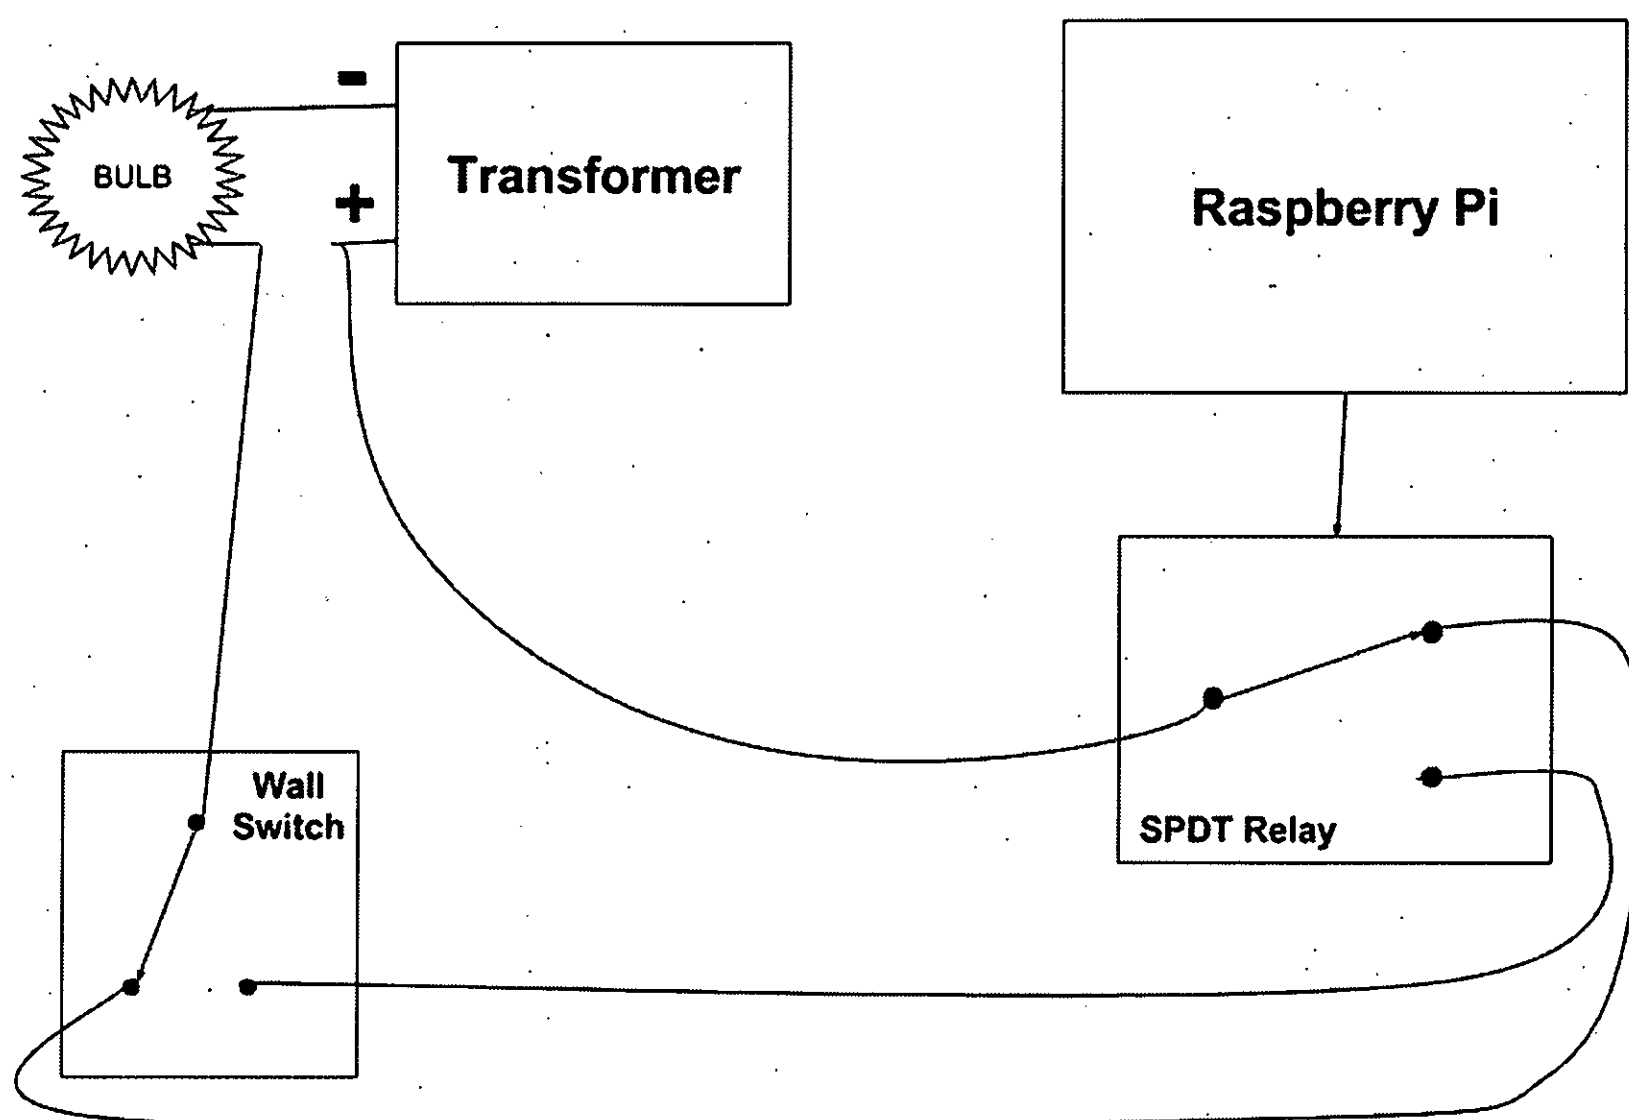 -
BULB
+
Transformer
Raspberry Pi
Wall
Switch
SPDT Relay